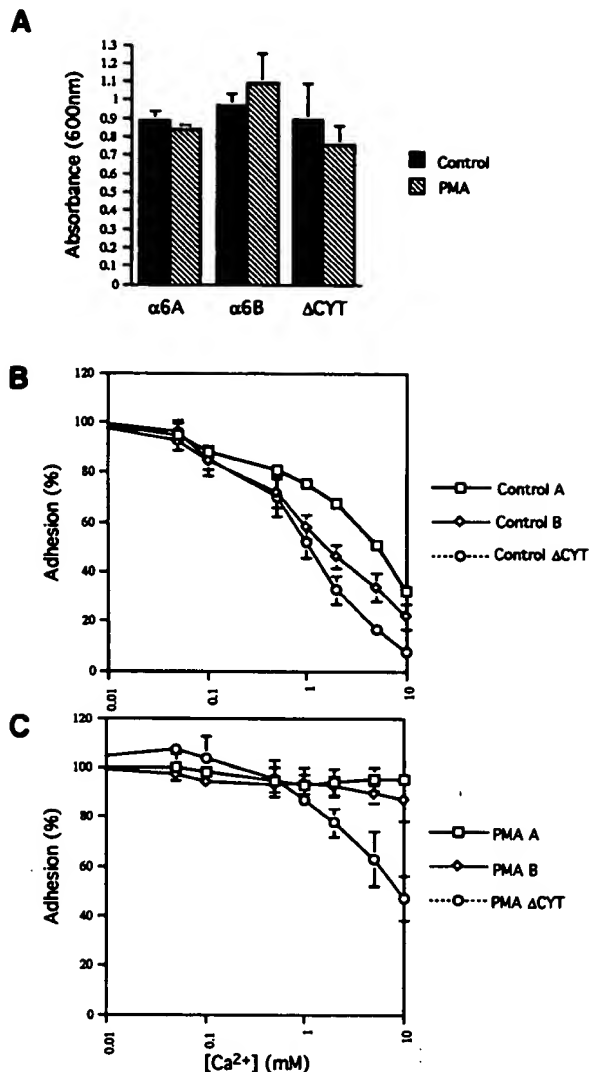 A
Absorbance (600nm)
1.3
1.2
1.1
1
0.9
0.8
0.7
0.6
0.5
0.4
0.3
0.2
0.1
0
α6A
α6B
ΔCYT
Control
PMA
B
Adhesion (%)
120
100
80
60
40
20
0
0.01
0.1
1
10
Control A
Control B
Control ΔCYT
C
Adhesion (%)
120
100
80
60
40
20
0
0.01
0.1
1
10
[Ca²⁺] (mM)
PMA A
PMA B
PMA ΔCYT